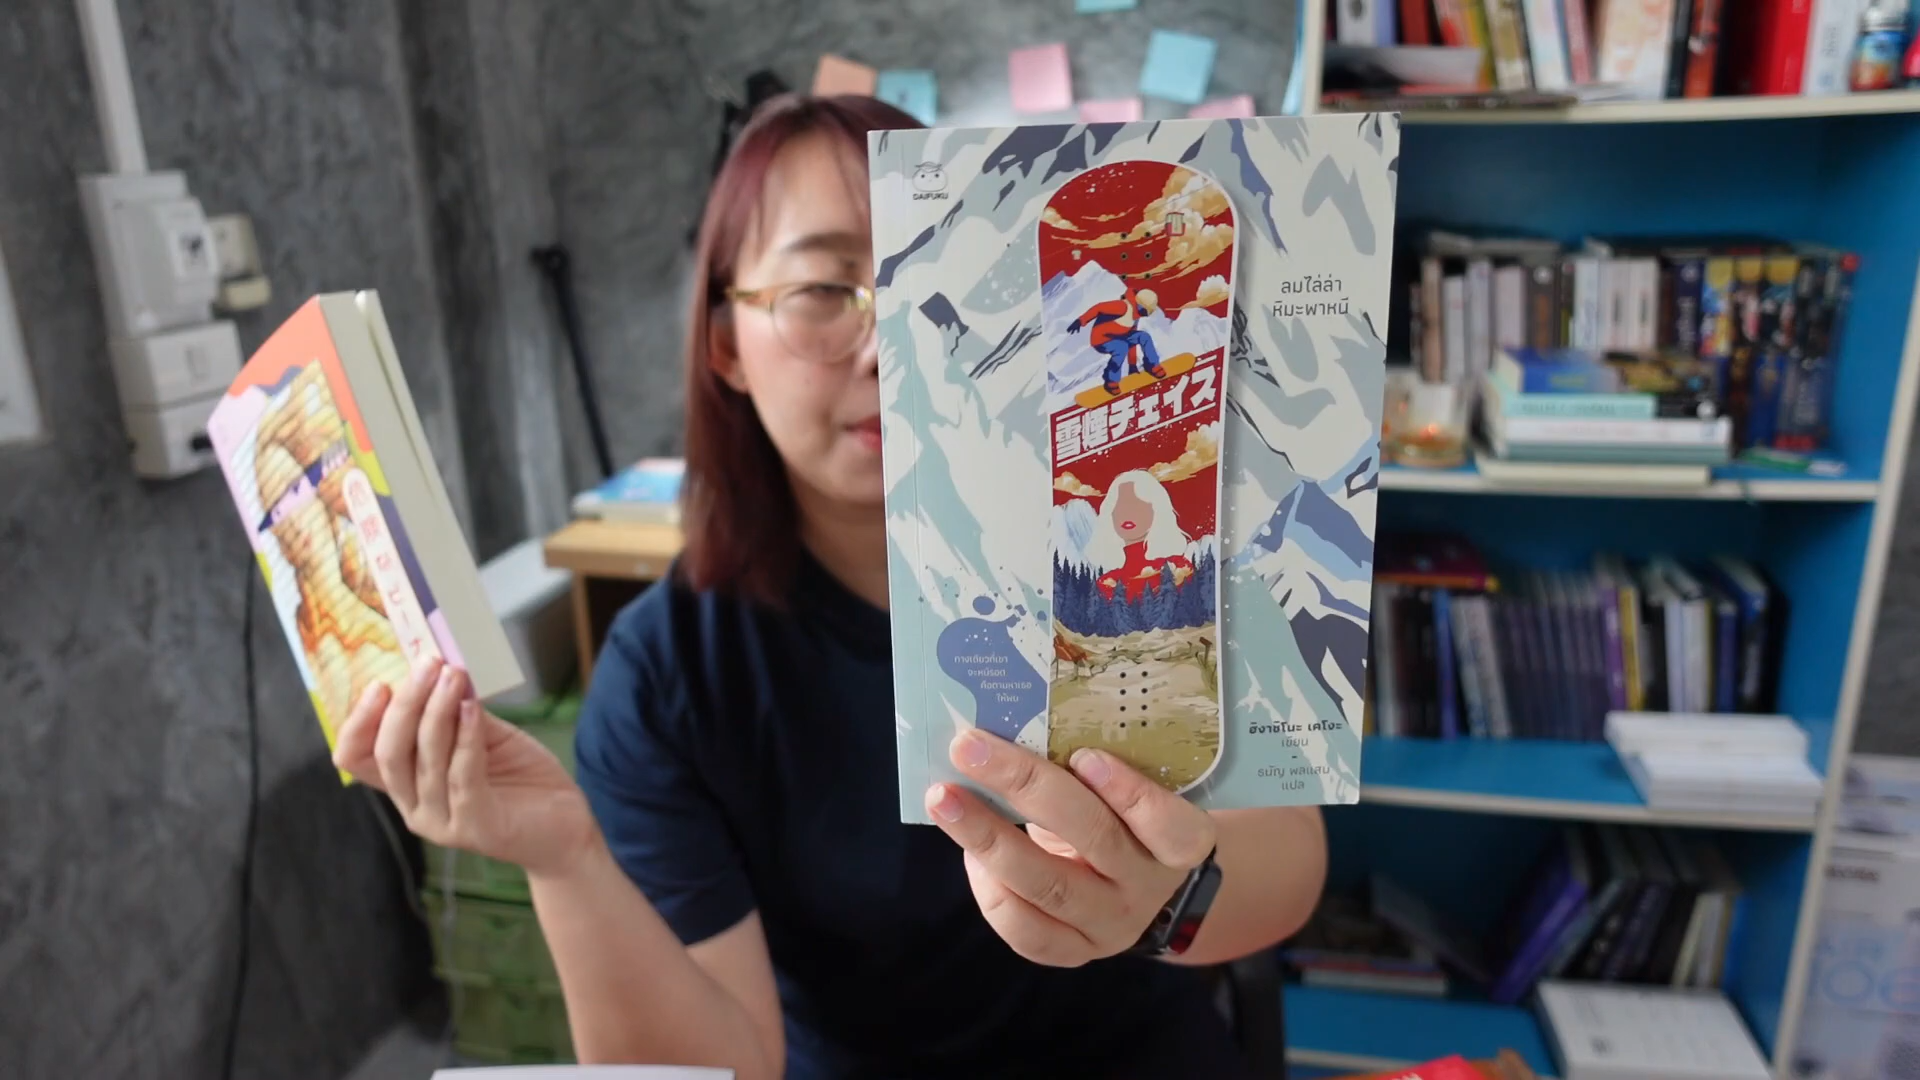 DAIFUKU
ลมไล่ล่า
หิมะพาหนี
雪煙チェイス
ทางเดียวที่เขา
จะหนีรอด
คือตามหาเธอ
ให้พบ
ฮิงาชิโนะ เคโงะ
เขียน
-
ธมัญ พลแสน
แปล